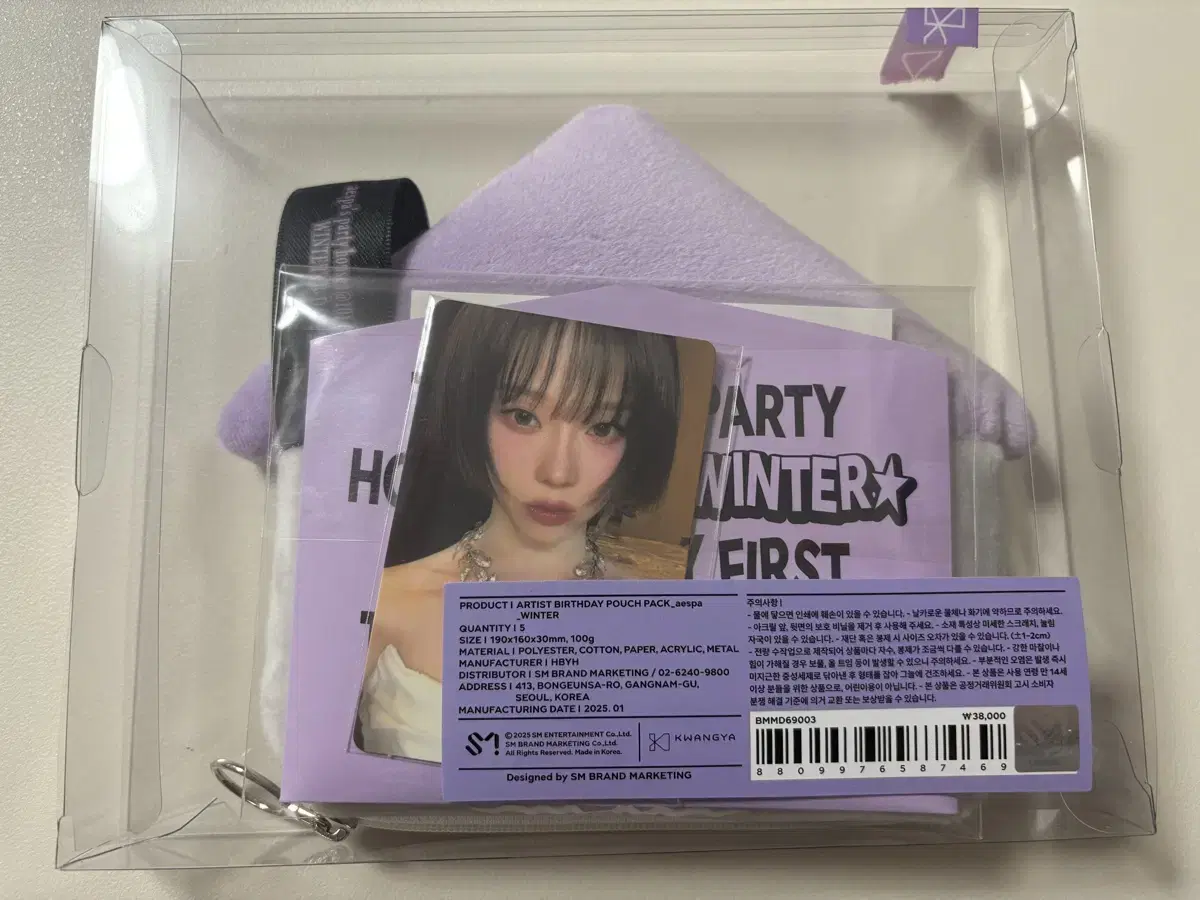 aespa's party
WINTER
PARTY
HO
WINTER★
FIRST
PRODUCT | ARTIST BIRTHDAY POUCH PACK_aespa
_WINTER
QUANTITY | 5
SIZE | 190x160x30mm, 100g
MATERIAL | POLYESTER, COTTON, PAPER, ACRYLIC, METAL
MANUFACTURER | HBYH
DISTRIBUTOR | SM BRAND MARKETING / 02-6240-9800
ADDRESS | 413, BONGEUNSA-RO, GANGNAM-GU,
SEOUL, KOREA
MANUFACTURING DATE | 2025. 01
SM!
©2025 SM ENTERTAINMENT Co.,Ltd.
SM BRAND MARKETING Co.,Ltd.
All Rights Reserved. Made in Korea.
KWANGYA
Designed by SM BRAND MARKETING
주의사항 |
- 물에 닿으면 인쇄에 훼손이 있을 수 있습니다. - 날카로운 물체나 화기에 약하므로 주의하세요.
- 아크릴 앞, 뒷면의 보호 비닐을 제거 후 사용해 주세요. - 소재 특성상 미세한 스크래치, 눌림
자국이 있을 수 있습니다. - 재단 혹은 봉제 시 사이즈 오차가 있을 수 있습니다. (±1-2cm)
- 전량 수작업으로 제작되어 상품마다 자수, 봉제가 조금씩 다를 수 있습니다. - 강한 마찰이나
힘이 가해질 경우 보풀, 올 트임 등이 발생할 수 있으니 주의하세요. - 부분적인 오염은 발생 즉시
미지근한 중성세제로 닦아낸 후 형태를 잡아 그늘에 건조하세요. - 본 상품은 사용 연령 만 14세
이상 분들을 위한 상품으로, 어린이용이 아닙니다. - 본 상품은 공정거래위원회 고시 소비자
분쟁 해결 기준에 의거 교환 또는 보상받을 수 있습니다.
BMMD69003
₩38,000
8809976587469